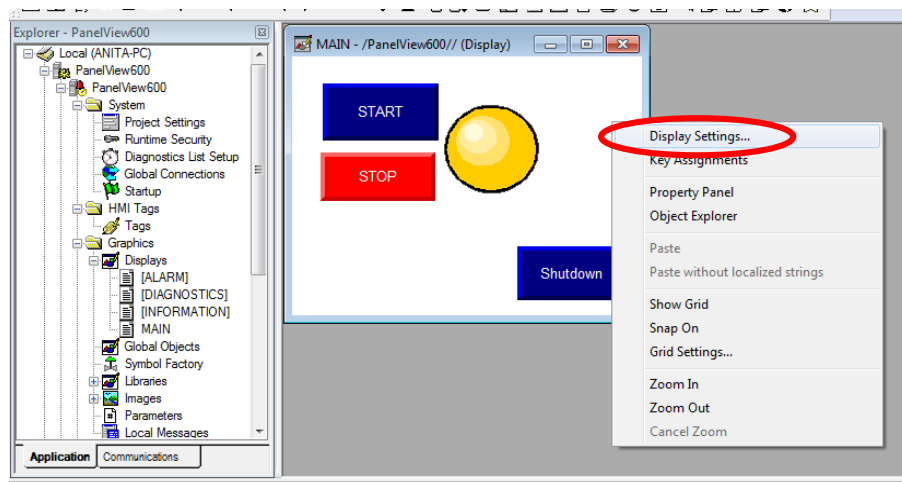 Explorer - PanelView600
Local (ANITA-PC)
PanelView600
PanelView600
System
Project Settings
Runtime Security
Diagnostics List Setup
Global Connections
Startup
HMI Tags
Tags
Graphics
Displays
[ALARM]
[DIAGNOSTICS]
[INFORMATION]
MAIN
Global Objects
Symbol Factory
Libraries
Images
Parameters
Local Messages
Application
Communications
MAIN - /PanelView600// (Display)
START
STOP
Shutdown
Display Settings...
Key Assignments
Property Panel
Object Explorer
Paste
Paste without localized strings
Show Grid
Snap On
Grid Settings...
Zoom In
Zoom Out
Cancel Zoom